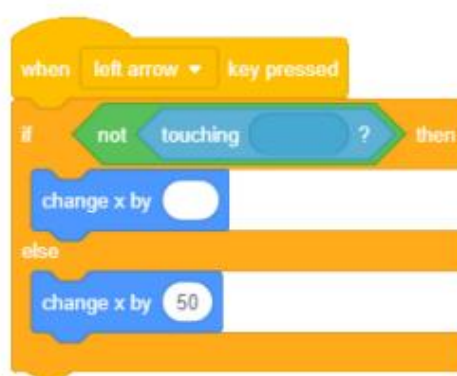 when left arrow key pressed
if not touching ? then
change x by
else
change x by 50